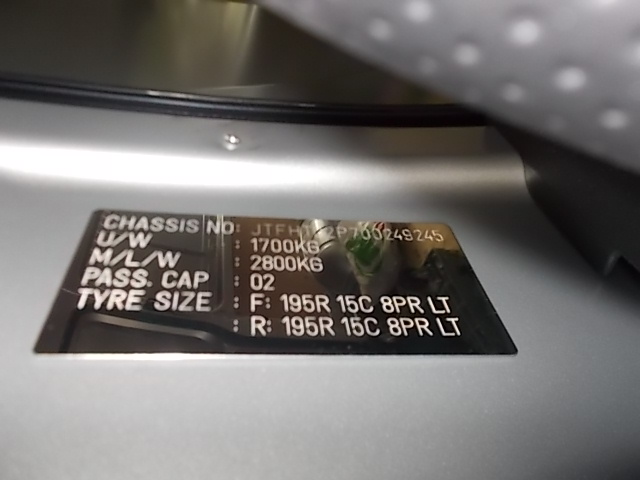 CHASSIS NO:
U/W : 1700KG
M/L/W : 2800KG
PASS. CAP : 02
TYRE SIZE : F: 195R 15C 8PR LT
: R: 195R 15C 8PR LT